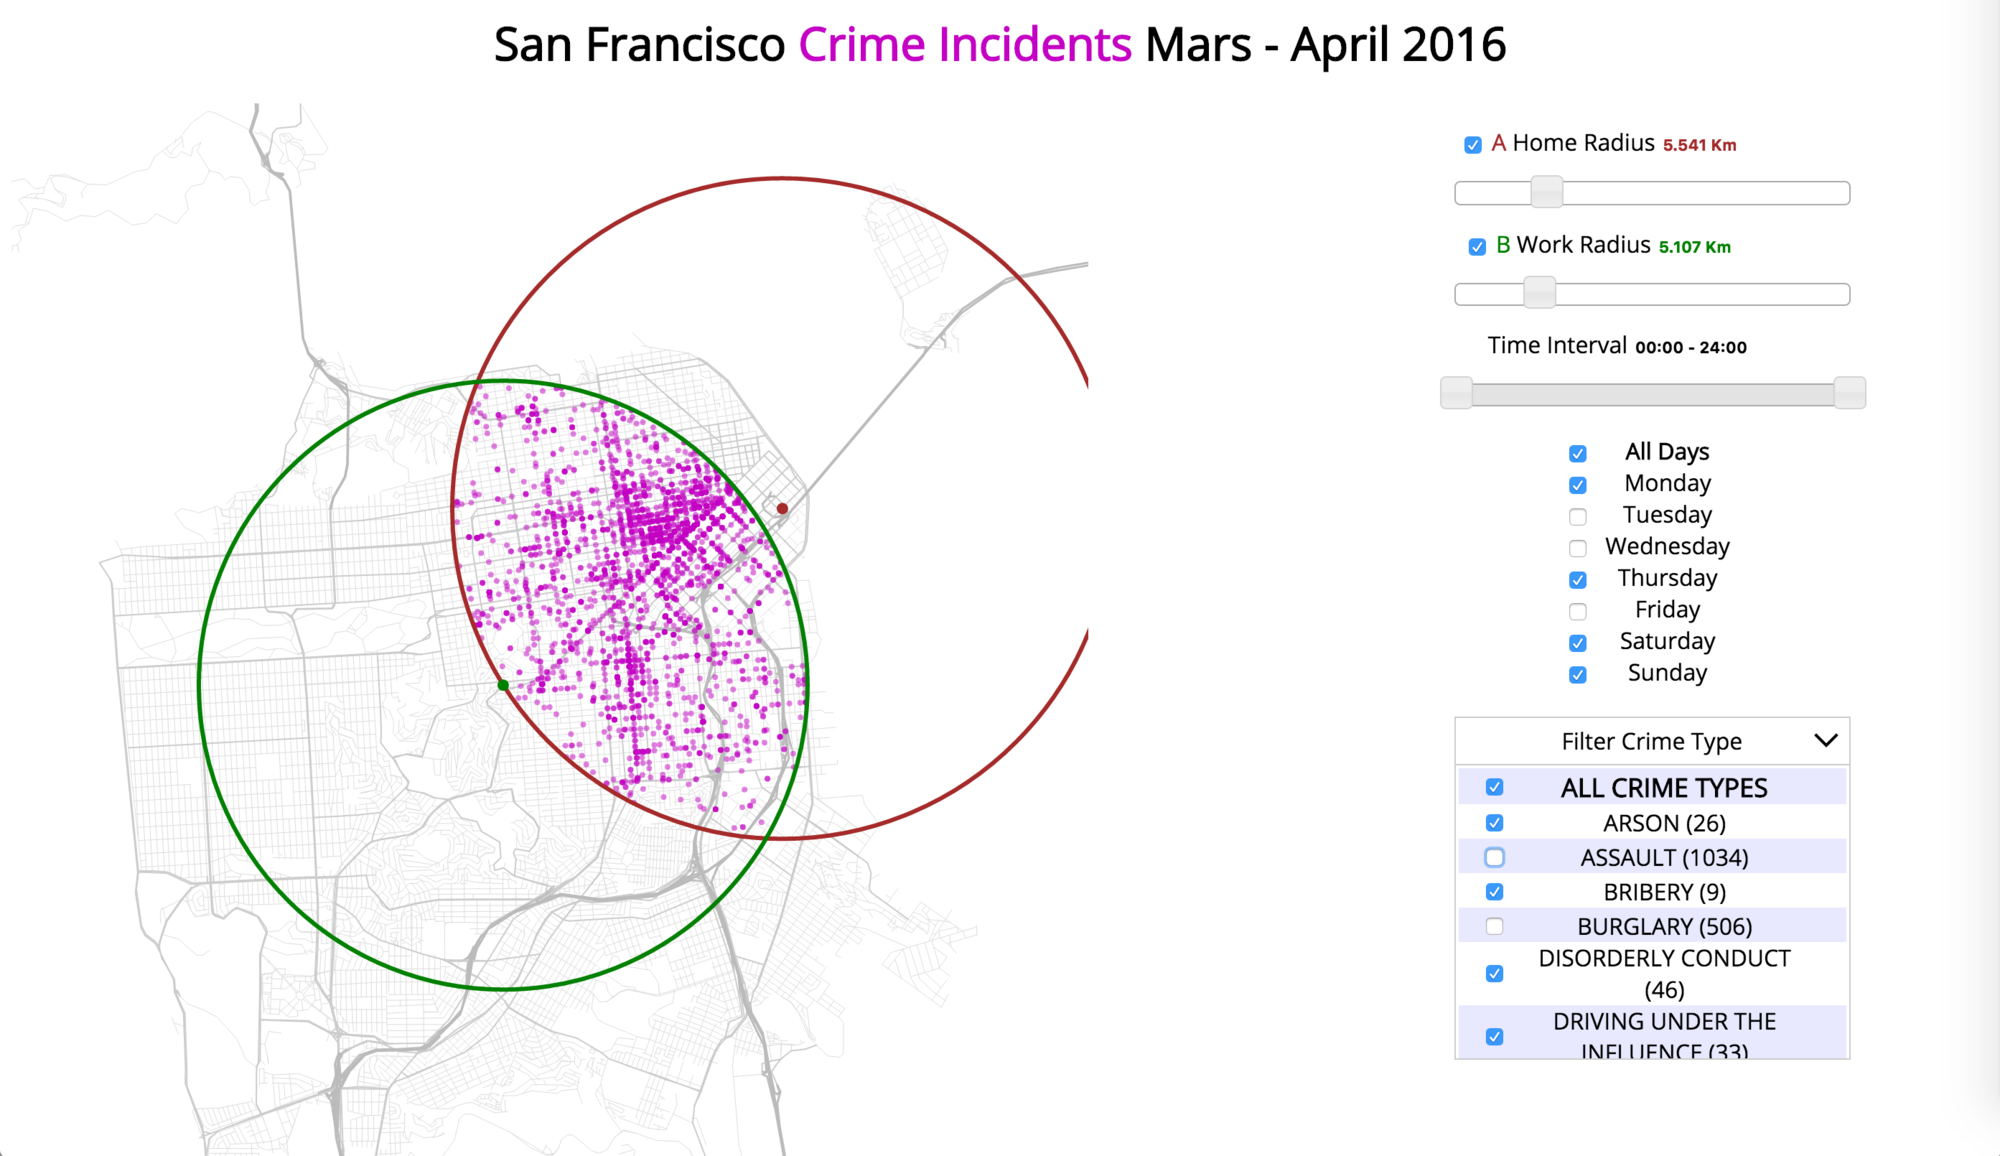 San Francisco Crime Incidents Mars - April 2016
A Home Radius 5.541 Km
B Work Radius 5.107 Km
Time Interval 00:00 - 24:00
All Days
Monday
Tuesday
Wednesday
Thursday
Friday
Saturday
Sunday
Filter Crime Type
ALL CRIME TYPES
ARSON (26)
ASSAULT (1034)
BRIBERY (9)
BURGLARY (506)
DISORDERLY CONDUCT
(46)
DRIVING UNDER THE
INFLUENCE (33)